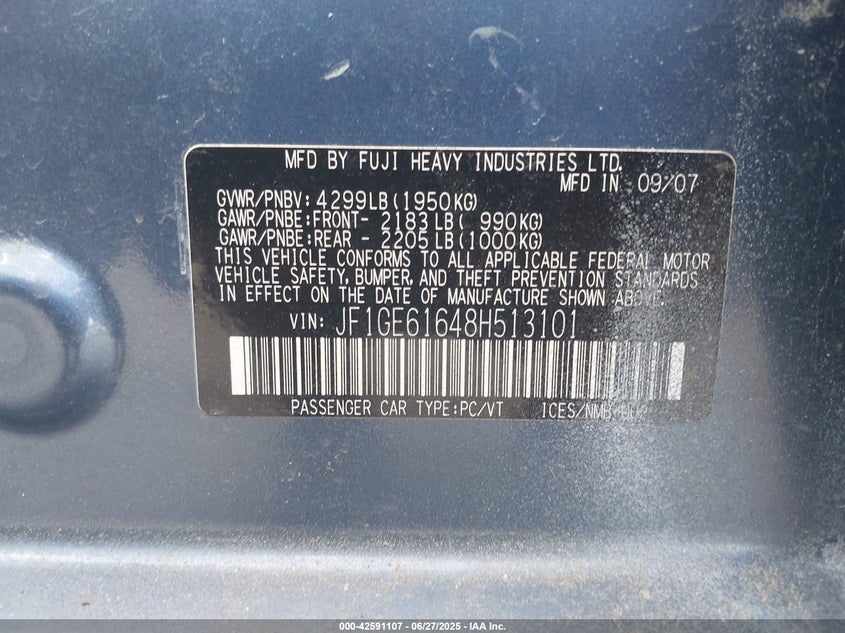 MFD BY FUJI HEAVY INDUSTRIES LTD.
MFD IN 09/07
GVWR/PNBV: 4299LB(1950KG)
GAWR/PNBE:FRONT- 2183LB( 990KG)
GAWR/PNBE:REAR - 2205LB(1000KG)
THIS VEHICLE CONFORMS TO ALL APPLICABLE FEDERAL MOTOR
VEHICLE SAFETY, BUMPER, AND THEFT PREVENTION STANDARDS
IN EFFECT ON THE DATE OF MANUFACTURE SHOWN ABOVE.
VIN: JF1GE61648H513101
PASSENGER CAR TYPE:PC/VT
000-42591107 - 06/27/2025 - IAA Inc.